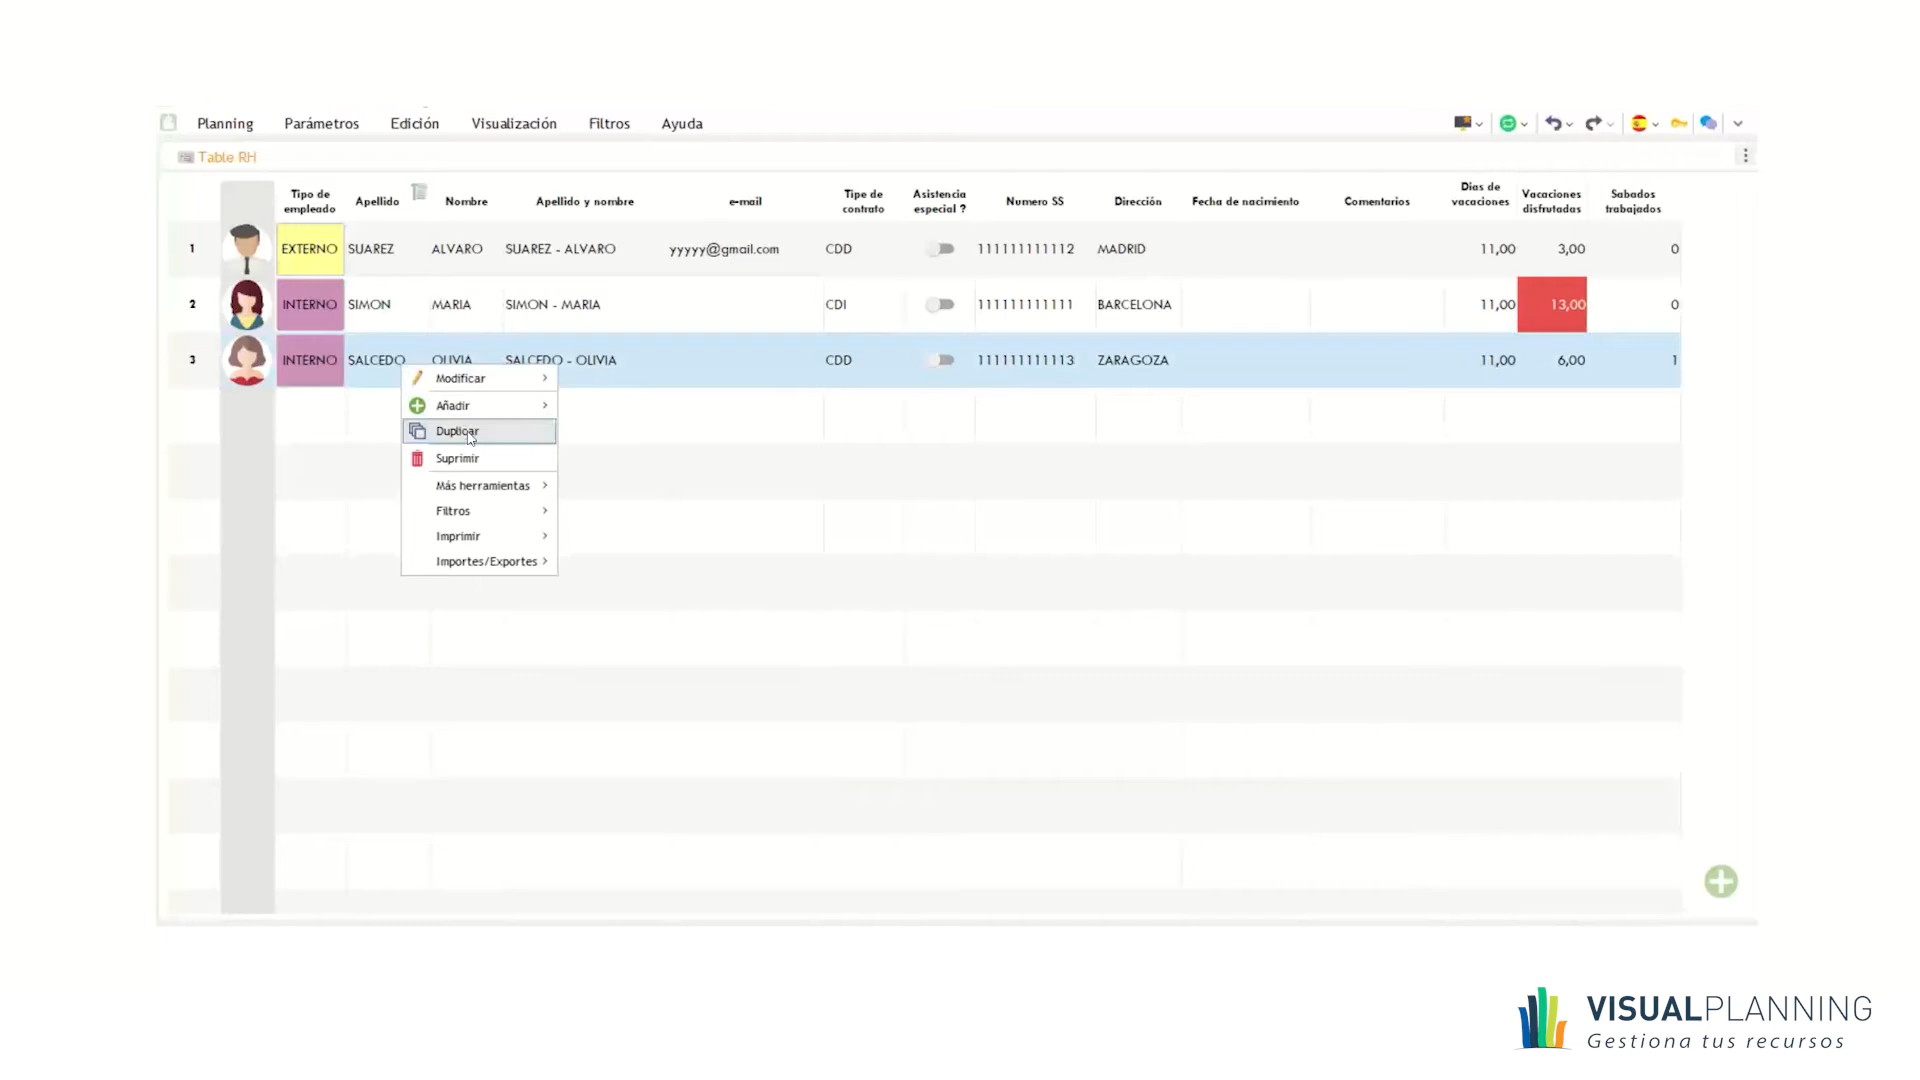 Planning Parámetros Edición Visualización Filtros Ayuda
Table RH
Tipo de empleado Apellido Nombre Apellido y nombre e-mail Tipe de contrato Asistencia especial ? Numero SS Dirección Fecha de nacimiento Comentarios Dias de vacaciones Vacaciones disfrutadas Sabados trabajados
1 EXTERNO SUAREZ ALVARO SUAREZ - ALVARO yyyyy@gmail.com CDD 111111111112 MADRID 11,00 3,00 0
2 INTERNO SIMON MARIA SIMON - MARIA CDI 111111111111 BARCELONA 11,00 13,00 0
3 INTERNO SALCEDO OLIVIA SALCEDO - OLIVIA CDD 111111111113 ZARAGOZA 11,00 6,00 1
Modificar
Añadir
Duplicar
Suprimir
Más herramientas
Filtros
Imprimir
Importes/Exportes
VISUALPLANNING
Gestiona tus recursos